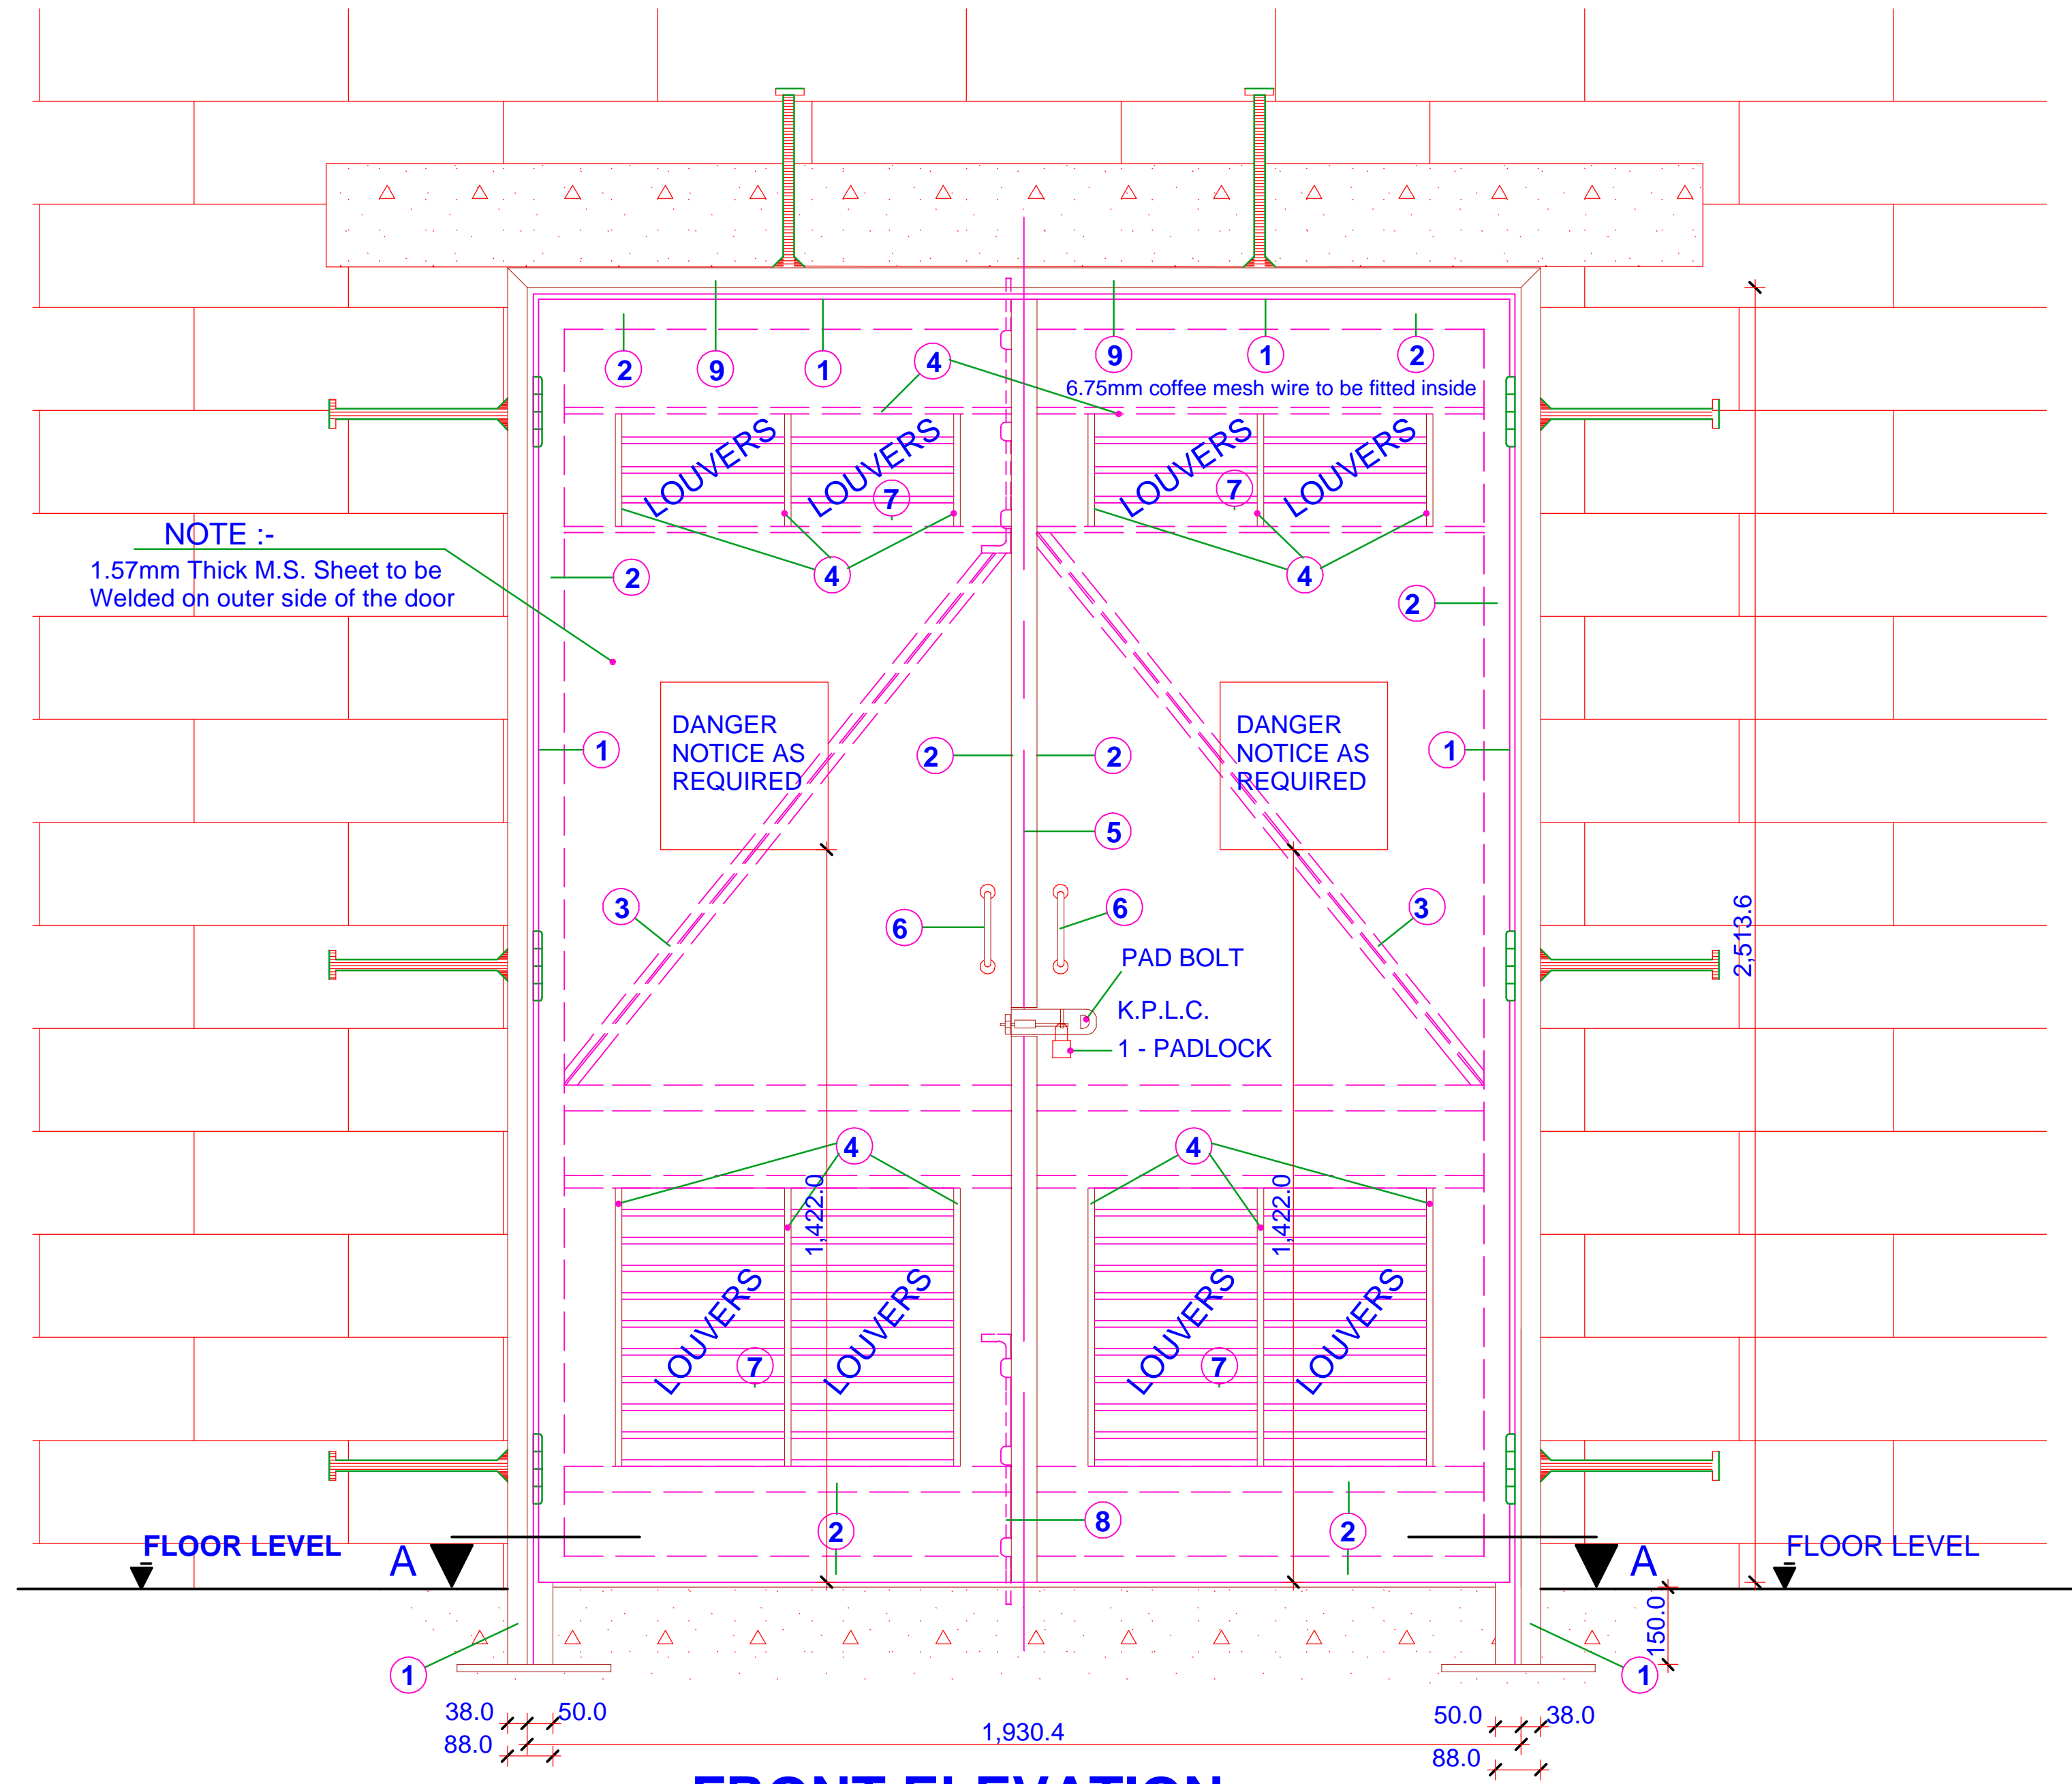 2
9
1
4
9
1
2
6.75mm coffee mesh wire to be fitted inside
LOUVERS
LOUVERS
7
LOUVERS
7
LOUVERS
NOTE :-
1.57mm Thick M.S. Sheet to be
Welded on outer side of the door
2
4
4
2
DANGER
NOTICE AS
REQUIRED
DANGER
NOTICE AS
REQUIRED
1
2
2
1
5
3
6
6
3
2,513.6
PAD BOLT
K.P.L.C.
1 - PADLOCK
4
4
1,422.0
1,422.0
LOUVERS
7
LOUVERS
LOUVERS
7
LOUVERS
2
8
2
FLOOR LEVEL
A
A
FLOOR LEVEL
150.0
1
1
38.0
50.0
1,930.4
50.0
38.0
88.0
88.0
FRONT ELEVATION